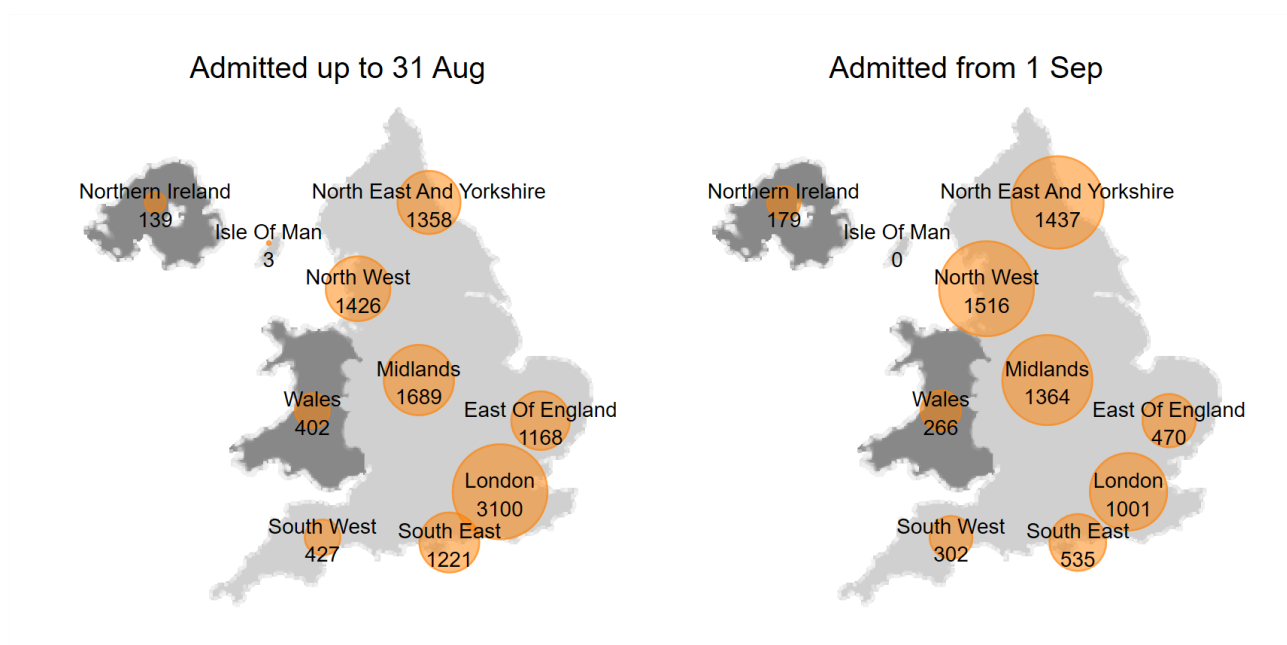 Admitted up to 31 Aug
Northern Ireland
139
Isle Of Man
3
North East And Yorkshire
1358
North West
1426
Midlands
1689
Wales
402
East Of England
1168
London
3100
South West
427
South East
1221
Admitted from 1 Sep
Northern Ireland
179
Isle Of Man
0
North East And Yorkshire
1437
North West
1516
Midlands
1364
Wales
266
East Of England
470
London
1001
South West
302
South East
535